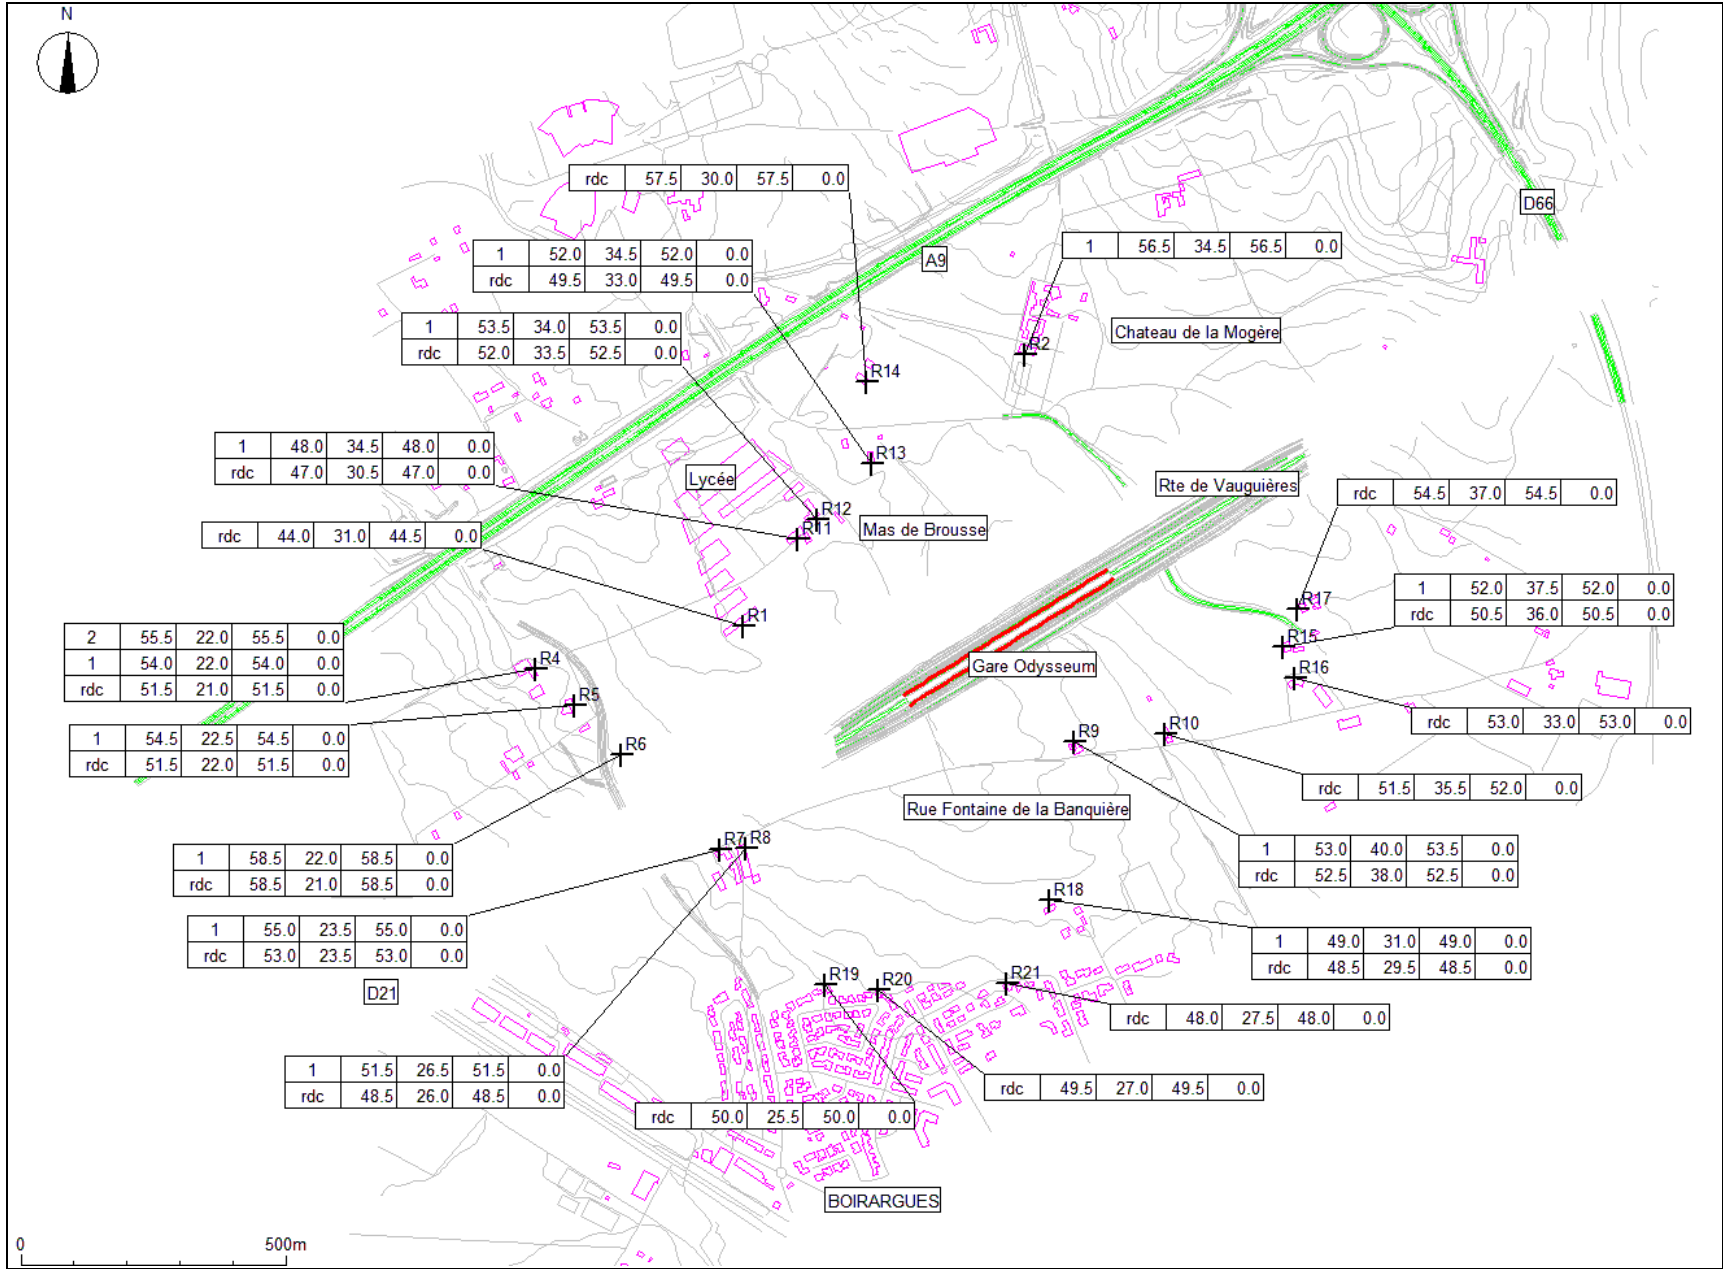 N
D66
rdc 57.5 30.0 57.5 0.0
1 52.0 34.5 52.0 0.0
rdc 49.5 33.0 49.5 0.0
A9
1 56.5 34.5 56.5 0.0
1 53.5 34.0 53.5 0.0
rdc 52.0 33.5 52.5 0.0
Chateau de la Mogère
R2
R14
1 48.0 34.5 48.0 0.0
rdc 47.0 30.5 47.0 0.0
R13
Lycée
Rte de Vauguières
rdc 54.5 37.0 54.5 0.0
R12
R11
Mas de Brousse
rdc 44.0 31.0 44.5 0.0
R17
1 52.0 37.5 52.0 0.0
rdc 50.5 36.0 50.5 0.0
R1
R15
2 55.5 22.0 55.5 0.0
1 54.0 22.0 54.0 0.0
rdc 51.5 21.0 51.5 0.0
R4
Gare Odysseum
R16
R5
rdc 53.0 33.0 53.0 0.0
1 54.5 22.5 54.5 0.0
rdc 51.5 22.0 51.5 0.0
R6
R9
R10
rdc 51.5 35.5 52.0 0.0
Rue Fontaine de la Banquière
R7
R8
1 58.5 22.0 58.5 0.0
rdc 58.5 21.0 58.5 0.0
1 53.0 40.0 53.5 0.0
rdc 52.5 38.0 52.5 0.0
R18
1 55.0 23.5 55.0 0.0
rdc 53.0 23.5 53.0 0.0
1 49.0 31.0 49.0 0.0
rdc 48.5 29.5 48.5 0.0
D21
R19
R20
R21
rdc 48.0 27.5 48.0 0.0
1 51.5 26.5 51.5 0.0
rdc 48.5 26.0 48.5 0.0
rdc 49.5 27.0 49.5 0.0
rdc 50.0 25.5 50.0 0.0
BOIRARGUES
0 500m